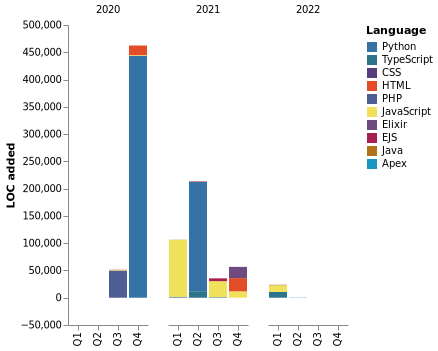 2020 2021 2022
LOC added
500,000
450,000
400,000
350,000
300,000
250,000
200,000
150,000
100,000
50,000
0
−50,000
Q1 Q2 Q3 Q4 Q1 Q2 Q3 Q4 Q1 Q2 Q3 Q4
Language
Python
TypeScript
CSS
HTML
PHP
JavaScript
Elixir
EJS
Java
Apex